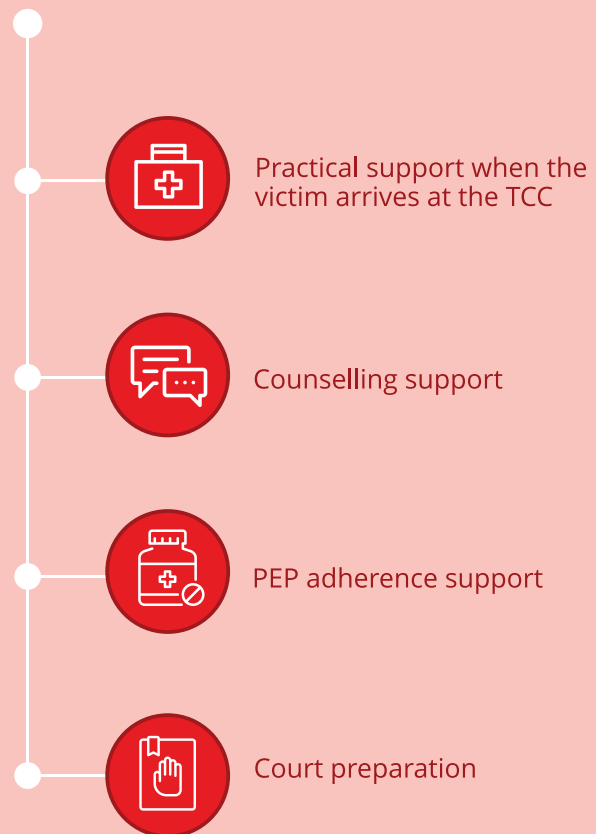 Practical support when the
victim arrives at the TCC
Counselling support
PEP adherence support
Court preparation